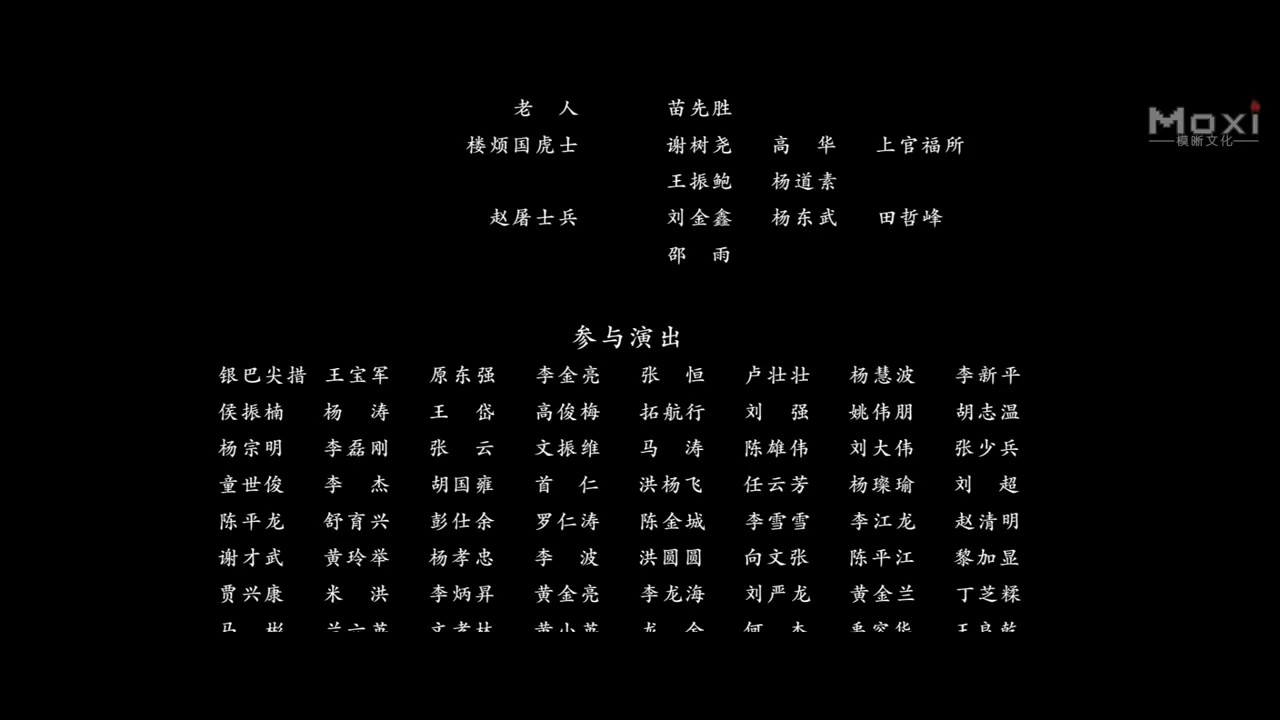 老 人 苗先胜
Moxi
模晰文化
楼烦国虎士 谢树尧 高 华 上官福所
王振鲍 杨道素
赵屠士兵 刘金鑫 杨东武 田哲峰
邵 雨
参与演出
银巴尖措 王宝军 原东强 李金亮 张 恒 卢壮壮 杨慧波 李新平
侯振楠 杨 涛 王 岱 高俊梅 拓航行 刘 强 姚伟朋 胡志温
杨宗明 李磊刚 张 云 文振维 马 涛 陈雄伟 刘大伟 张少兵
童世俊 李 杰 胡国雍 首 仁 洪杨飞 任云芳 杨璨瑜 刘 超
陈平龙 舒育兴 彭仕余 罗仁涛 陈金城 李雪雪 李江龙 赵清明
谢才武 黄玲举 杨孝忠 李 波 洪圆圆 向文张 陈平江 黎加显
贾兴康 米 洪 李炳昇 黄金亮 李龙海 刘严龙 黄金兰 丁芝糅